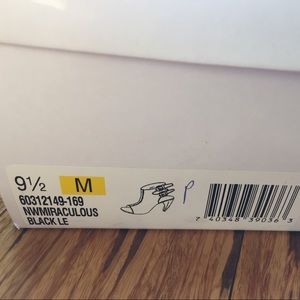 9½ M
60312149-169
NWMIRACULOUS
BLACK LE
P
7 40348 39036 3